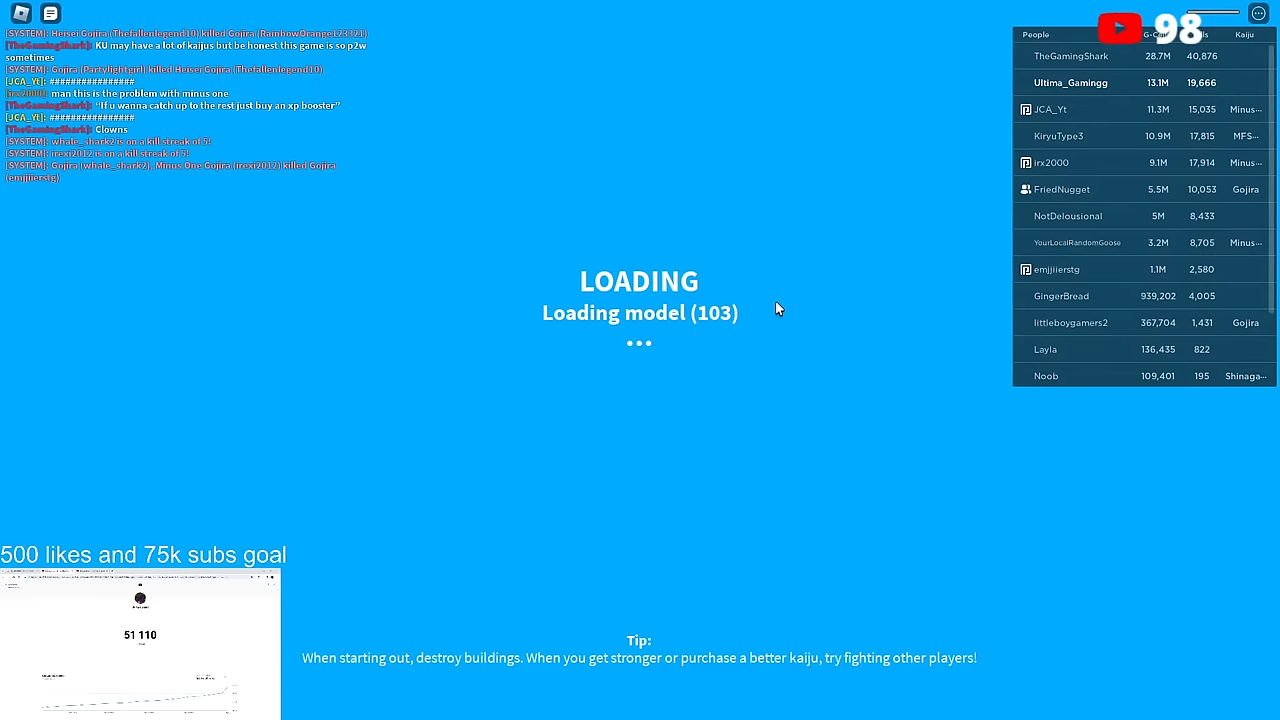 [SYSTEM]: Heisei Gojira (Thefallenlegend10) killed Gojira (RainbowOrange123321)
[TheGamingShark]: KU may have a lot of kaijus but be honest this game is so p2w
sometimes
[SYSTEM]: Gojira (Partylightgirl) killed Heisei Gojira (Thefallenlegend10)
[JCA_Yt]: ################
[irx2000]: man this is the problem with minus one
[TheGamingShark]: “If u wanna catch up to the rest just buy an xp booster”
[JCA_Yt]: ################
[TheGamingShark]: Clowns
[SYSTEM]: whale_shark2 is on a kill streak of 5!
[SYSTEM]: irexi2012 is on a kill streak of 5!
[SYSTEM]: Gojira (whale_shark2), Minus One Gojira (irexi2012) killed Gojira
(emjjiierstg)
98
People Kaiju
TheGamingShark 28.7M 40,876
Ultima_Gamingg 13.1M 19,666
JCA_Yt 11.3M 15,035 Minus...
KiryuType3 10.9M 17,815 MFS...
irx2000 9.1M 17,914 Minus...
FriedNugget 5.5M 10,053 Gojira
NotDelousional 5M 8,433
YourLocalRandomGoose 3.2M 8,705 Minus...
emjjiierstg 1.1M 2,580
GingerBread 939,202 4,005
littleboygamers2 367,704 1,431 Gojira
Layla 136,435 822
Noob 109,401 195 Shinaga...
LOADING
Loading model (103)
...
500 likes and 75k subs goal
51 110
Tip:
When starting out, destroy buildings. When you get stronger or purchase a better kaiju, try fighting other players!